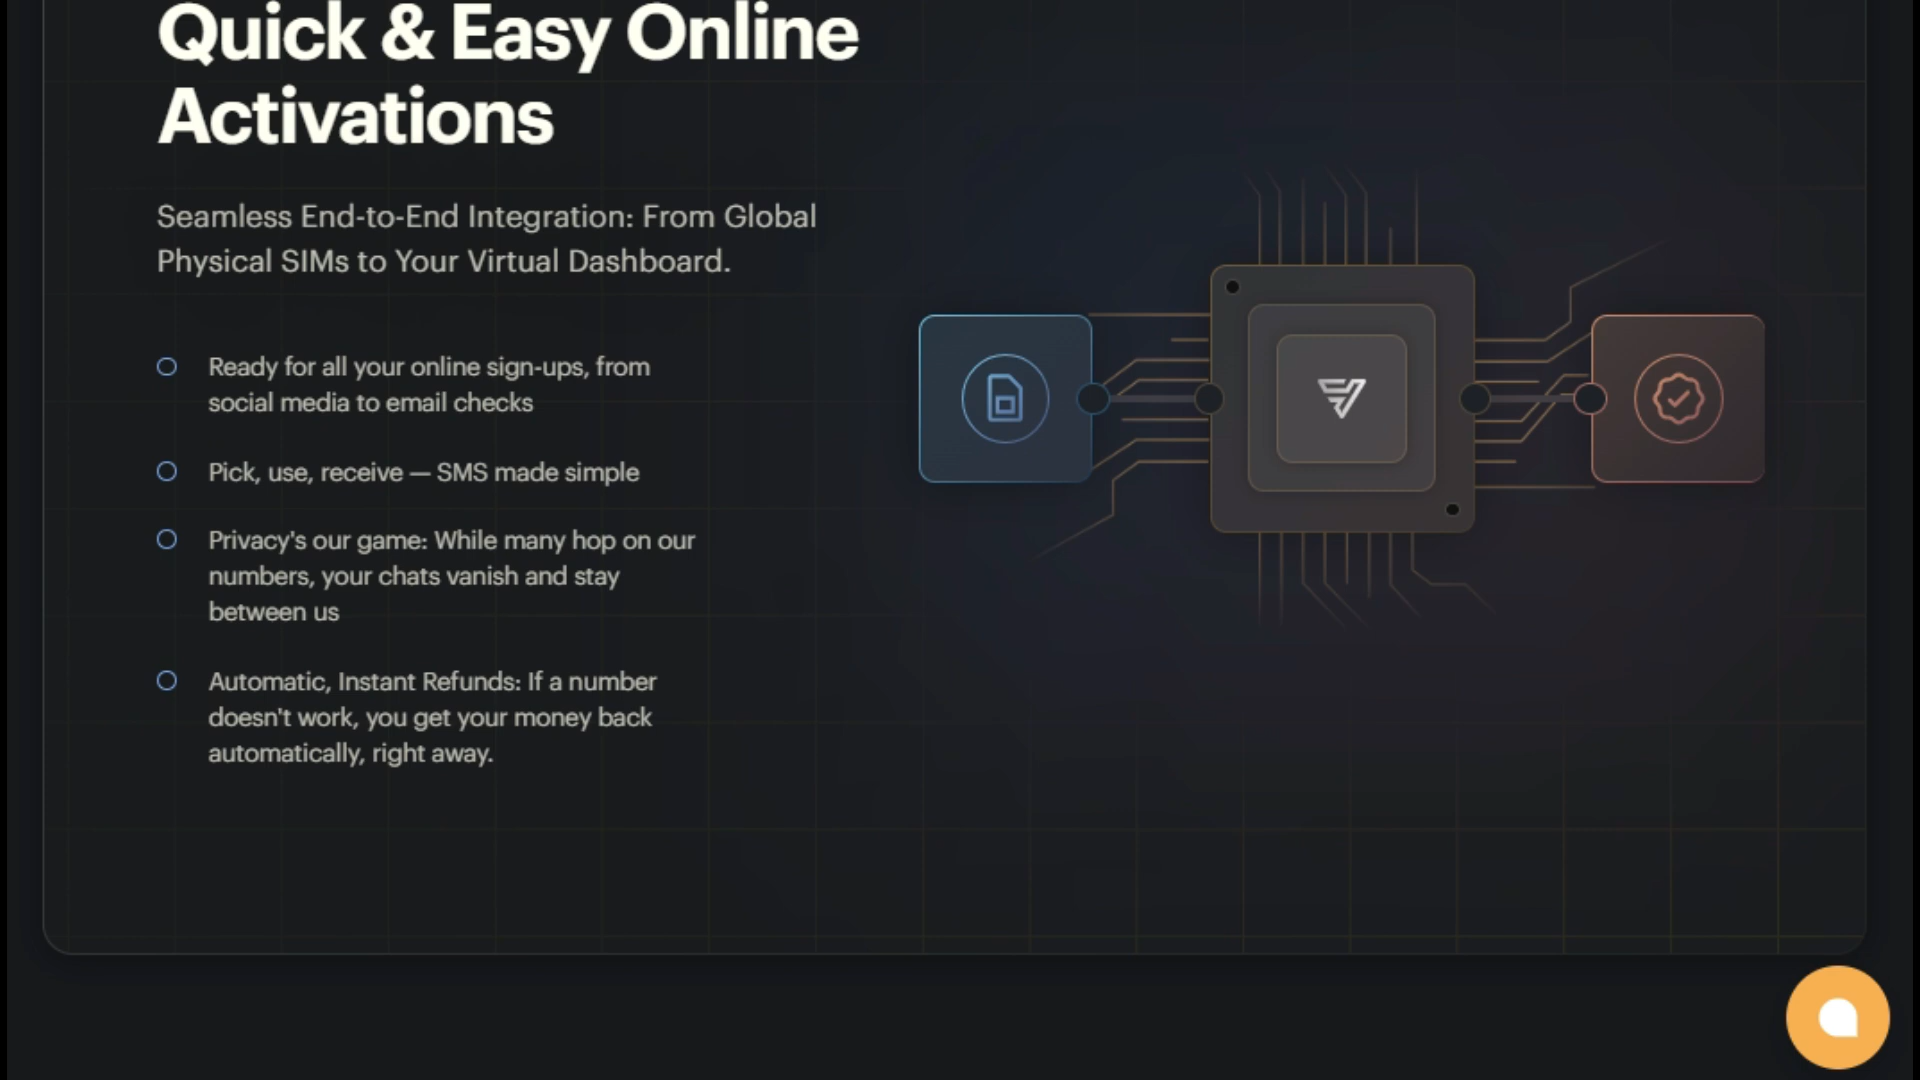 Quick & Easy Online
Activations
Seamless End-to-End Integration: From Global
Physical SIMs to Your Virtual Dashboard.
Ready for all your online sign-ups, from
social media to email checks
Pick, use, receive — SMS made simple
Privacy's our game: While many hop on our
numbers, your chats vanish and stay
between us
Automatic, Instant Refunds: If a number
doesn't work, you get your money back
automatically, right away.